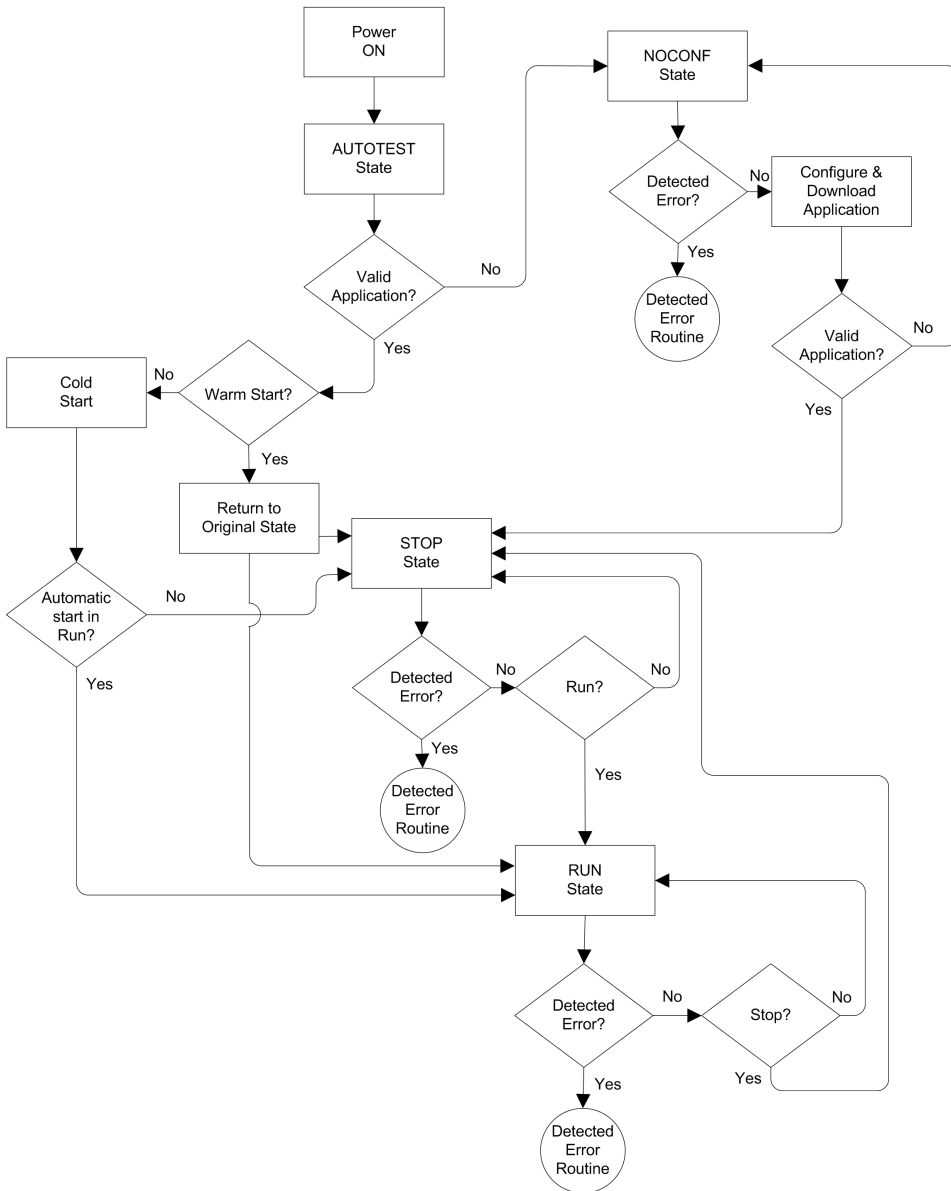 Power
ON
NOCONF
State
AUTOTEST
State
Detected
Error?
No
Configure &
Download
Application
Yes
Valid
Application?
No
Detected
Error
Routine
Valid
Application?
No
Yes
Yes
Cold
Start
No
Warm Start?
Yes
Return to
Original State
STOP
State
Automatic
start in
Run?
No
Yes
Detected
Error?
No
Run?
No
Yes
Yes
Detected
Error
Routine
RUN
State
Detected
Error?
No
Stop?
No
Yes
Yes
Detected
Error
Routine